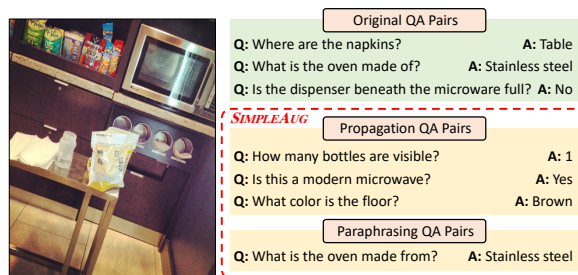 Original QA Pairs
Q: Where are the napkins? A: Table
Q: What is the oven made of? A: Stainless steel
Q: Is the dispenser beneath the microware full? A: No
SIMPLEAUG
Propagation QA Pairs
Q: How many bottles are visible? A: 1
Q: Is this a modern microwave? A: Yes
Q: What color is the floor? A: Brown
Paraphrasing QA Pairs
Q: What is the oven made from? A: Stainless steel